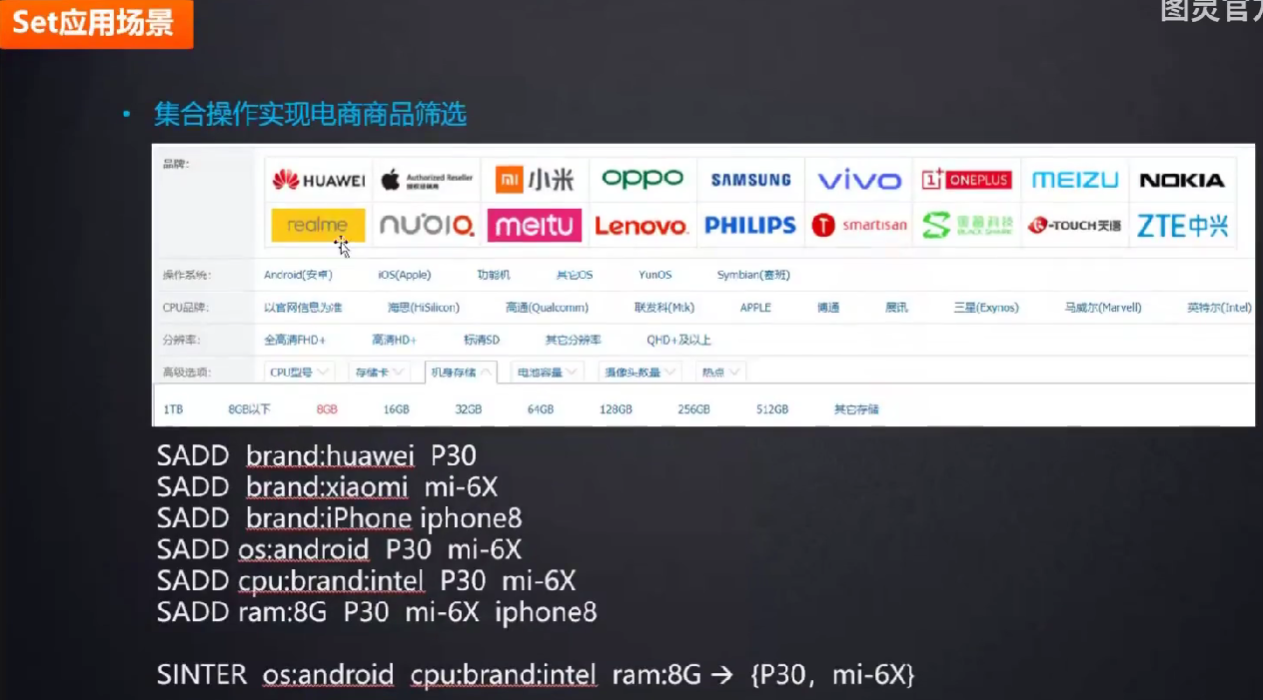 Set应用场景
图灵官方
• 集合操作实现电商商品筛选
品牌:
HUAWEI Authorized Reseller 小米 OPPO SAMSUNG vivo 1+ ONEPLUS MEIZU NOKIA
realme nubia meitu Lenovo PHILIPS T smartisan 黑鲨科技 BLACK SHARK K-TOUCH天语 ZTE中兴
操作系统: Android(安卓) iOS(Apple) 功能机 其它OS YunOS Symbian(塞班)
CPU品牌: 以官网信息为准 海思(HiSilicon) 高通(Qualcomm) 联发科(Mtk) APPLE 博通 展讯 三星(Exynos) 马威尔(Marvell) 英特尔(Intel)
分辨率: 全高清FHD+ 高清HD+ 标清SD 其它分辨率 QHD+及以上
高级选项: CPU型号 存储卡 机身存储 电池容量 摄像头数量 热点
1TB 8GB以下 8GB 16GB 32GB 64GB 128GB 256GB 512GB 其它存储
SADD brand:huawei P30
SADD brand:xiaomi mi-6X
SADD brand:iPhone iphone8
SADD os:android P30 mi-6X
SADD cpu:brand:intel P30 mi-6X
SADD ram:8G P30 mi-6X iphone8
SINTER os:android cpu:brand:intel ram:8G → {P30，mi-6X}